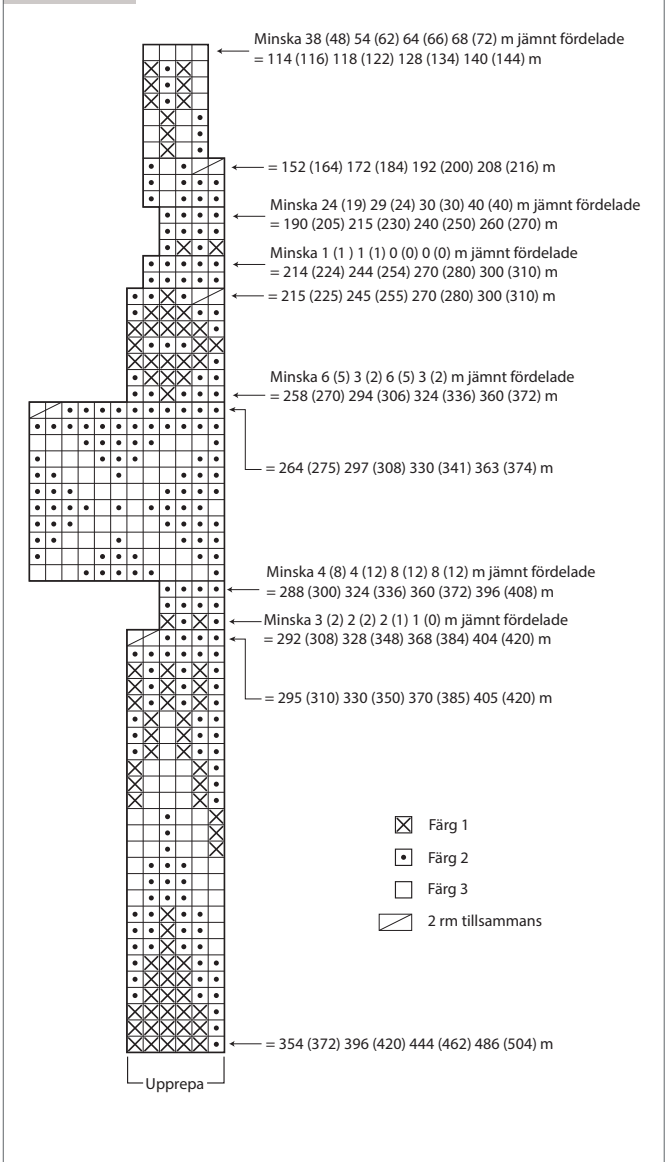 Minska 38 (48) 54 (62) 64 (66) 68 (72) m jämnt fördelade
= 114 (116) 118 (122) 128 (134) 140 (144) m
= 152 (164) 172 (184) 192 (200) 208 (216) m
Minska 24 (19) 29 (24) 30 (30) 40 (40) m jämnt fördelade
= 190 (205) 215 (230) 240 (250) 260 (270) m
Minska 1 (1 ) 1 (1) 0 (0) 0 (0) m jämnt fördelade
= 214 (224) 244 (254) 270 (280) 300 (310) m
= 215 (225) 245 (255) 270 (280) 300 (310) m
Minska 6 (5) 3 (2) 6 (5) 3 (2) m jämnt fördelade
= 258 (270) 294 (306) 324 (336) 360 (372) m
= 264 (275) 297 (308) 330 (341) 363 (374) m
Minska 4 (8) 4 (12) 8 (12) 8 (12) m jämnt fördelade
= 288 (300) 324 (336) 360 (372) 396 (408) m
Minska 3 (2) 2 (2) 2 (1) 1 (0) m jämnt fördelade
= 292 (308) 328 (348) 368 (384) 404 (420) m
= 295 (310) 330 (350) 370 (385) 405 (420) m
Färg 1
Färg 2
Färg 3
2 rm tillsammans
= 354 (372) 396 (420) 444 (462) 486 (504) m
Upprepa